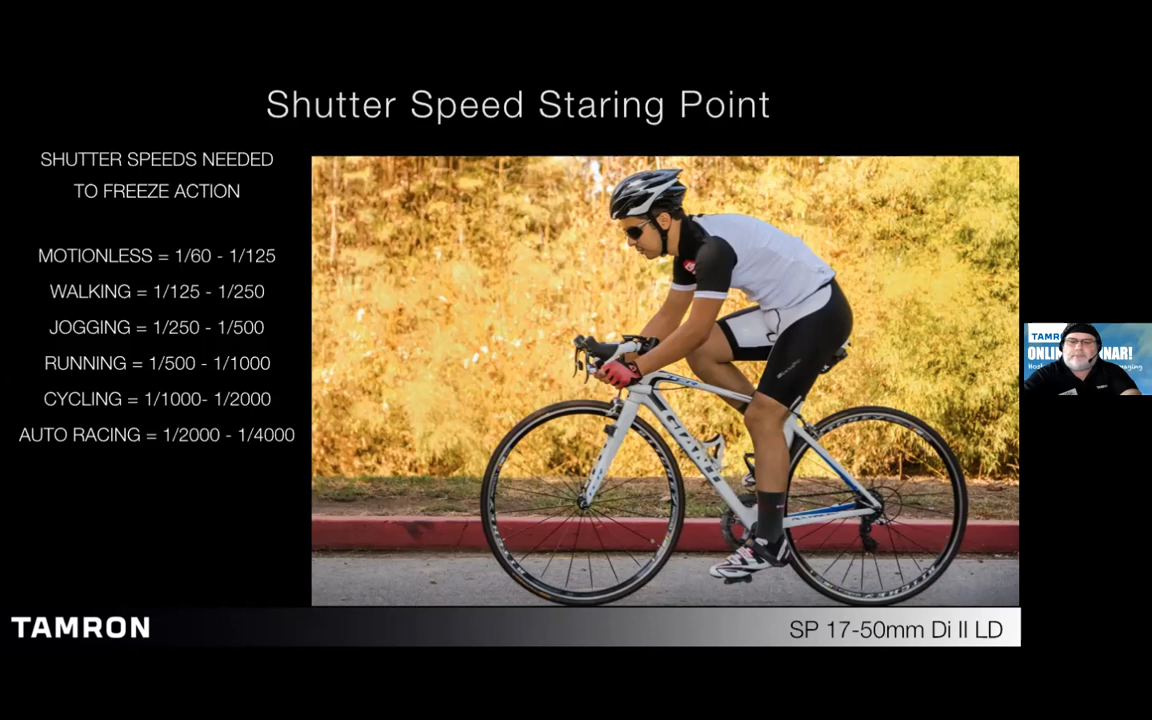 Shutter Speed Staring Point
SHUTTER SPEEDS NEEDED
TO FREEZE ACTION
MOTIONLESS = 1/60 - 1/125
WALKING = 1/125 - 1/250
JOGGING = 1/250 - 1/500
RUNNING = 1/500 - 1/1000
CYCLING = 1/1000- 1/2000
AUTO RACING = 1/2000 - 1/4000
GIANT
TAMRON
SP 17-50mm Di II LD